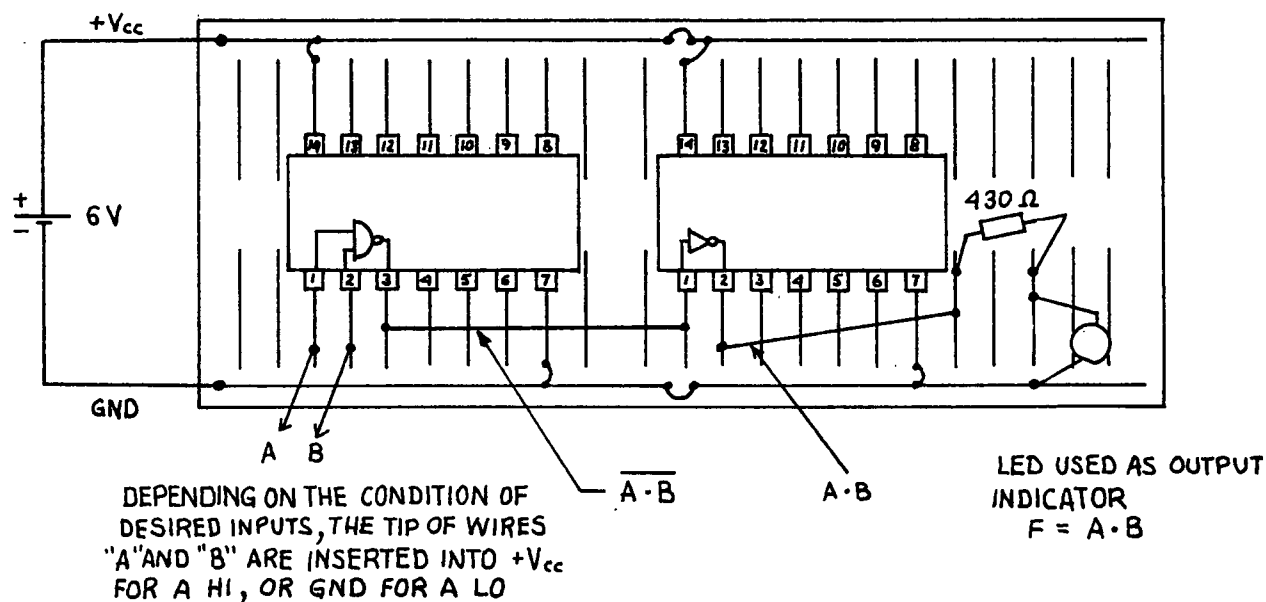 +Vcc
14 13 12 11 10 9 8
14 13 12 11 10 9 8
430 Ω
+
−
6V
1 2 3 4 5 6 7
1 2 3 4 5 6 7
GND
A B
A·B
A·B
DEPENDING ON THE CONDITION OF
DESIRED INPUTS, THE TIP OF WIRES
"A" AND "B" ARE INSERTED INTO +Vcc
FOR A HI, OR GND FOR A LO
LED USED AS OUTPUT
INDICATOR
F = A·B